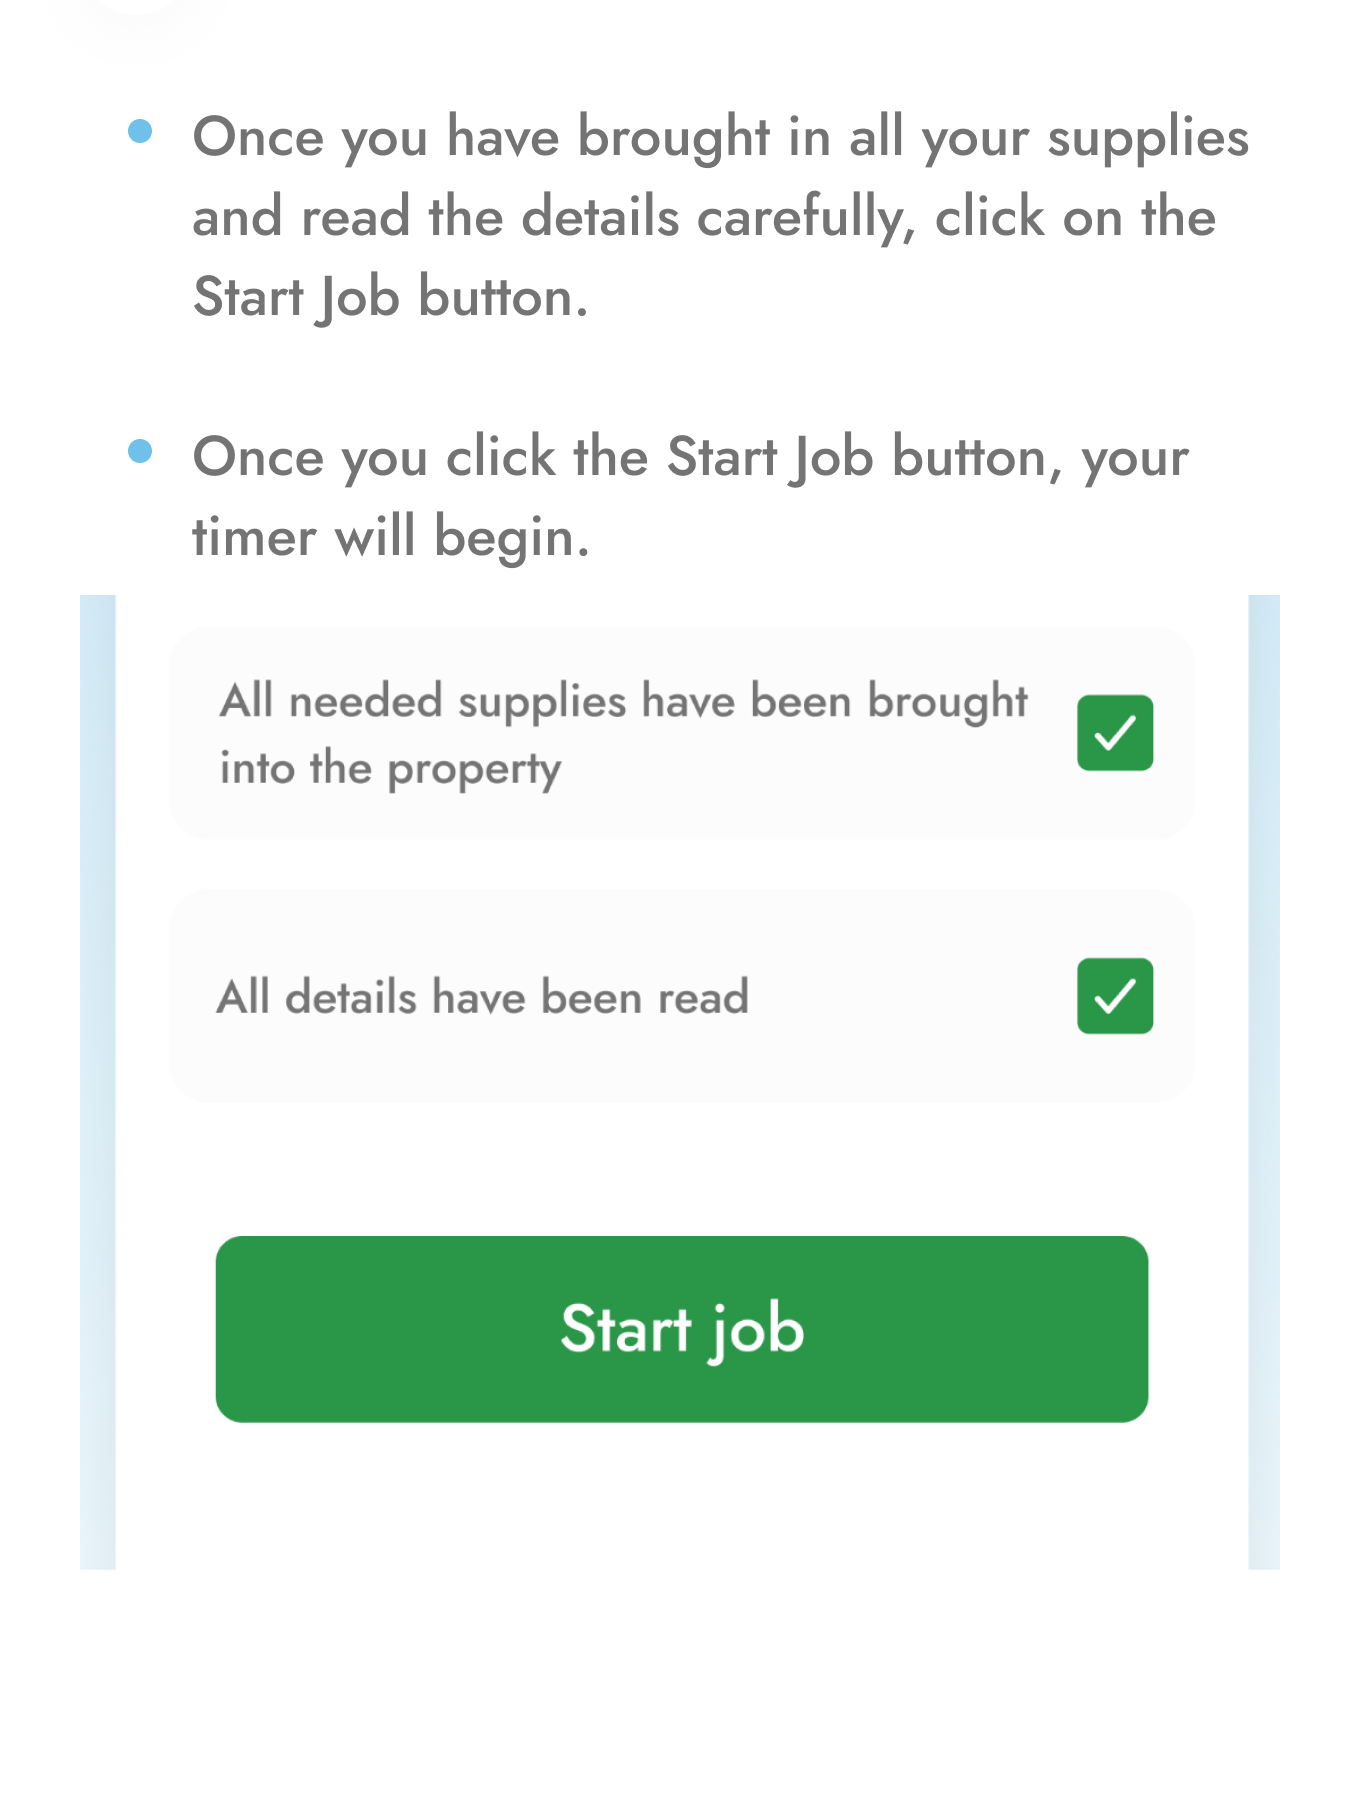 Once you have brought in all your supplies
and read the details carefully, click on the
Start Job button.
Once you click the Start Job button, your
timer will begin.
All needed supplies have been brought
into the property
All details have been read
Start job